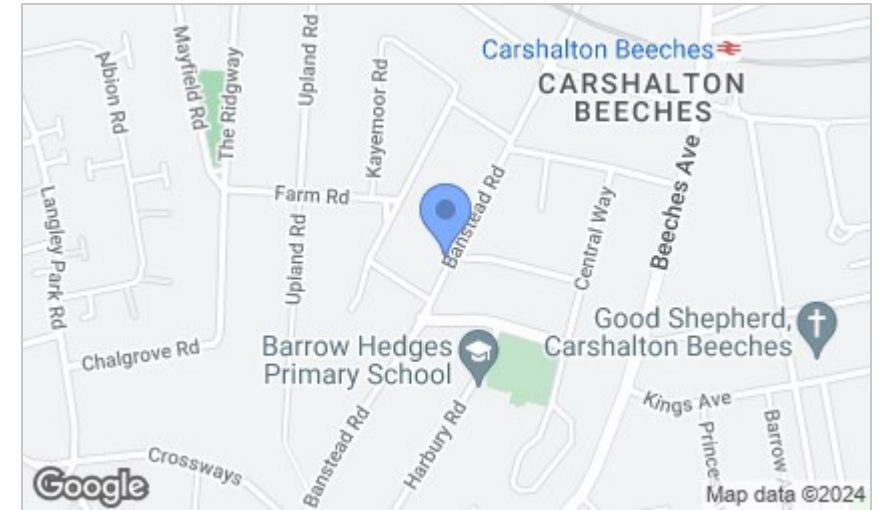 Carshalton Beeches
CARSHALTON
BEECHES
Mayfield Rd
The Ridgway
Upland Rd
Kayemoor Rd
Albion Rd
Farm Rd
Banstead Rd
Beeches Ave
Central Way
Langley Park Rd
Upland Rd
Chalgrove Rd
Barrow Hedges
Primary School
Good Shepherd,
Carshalton Beeches
Kings Ave
Harbury Rd
Banstead Rd
Crossways
Barrow A
Princes
Google
Map data ©2024